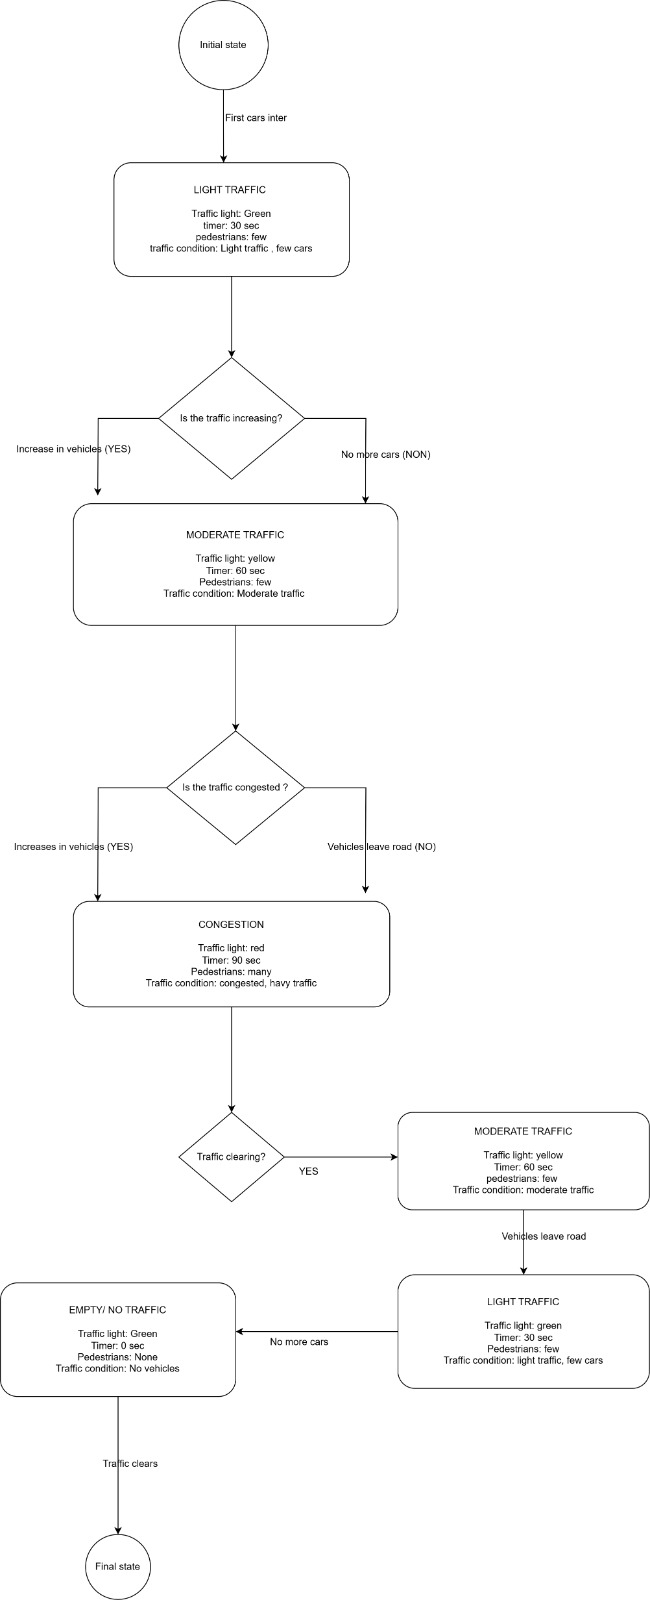 Initial state
First cars inter
LIGHT TRAFFIC
Traffic light: Green
timer: 30 sec
pedestrians: few
traffic condition: Light traffic , few cars
Is the traffic increasing?
Increase in vehicles (YES)
No more cars (NON)
MODERATE TRAFFIC
Traffic light: yellow
Timer: 60 sec
Pedestrians: few
Traffic condition: Moderate traffic
Is the traffic congested ?
Increases in vehicles (YES)
Vehicles leave road (NO)
CONGESTION
Traffic light: red
Timer: 90 sec
Pedestrians: many
Traffic condition: congested, havy traffic
Traffic clearing?
YES
MODERATE TRAFFIC
Traffic light: yellow
Timer: 60 sec
pedestrians: few
Traffic condition: moderate traffic
Vehicles leave road
LIGHT TRAFFIC
Traffic light: green
Timer: 30 sec
Pedestrians: few
Traffic condition: light traffic, few cars
No more cars
EMPTY/ NO TRAFFIC
Traffic light: Green
Timer: 0 sec
Pedestrians: None
Traffic condition: No vehicles
Traffic clears
Final state